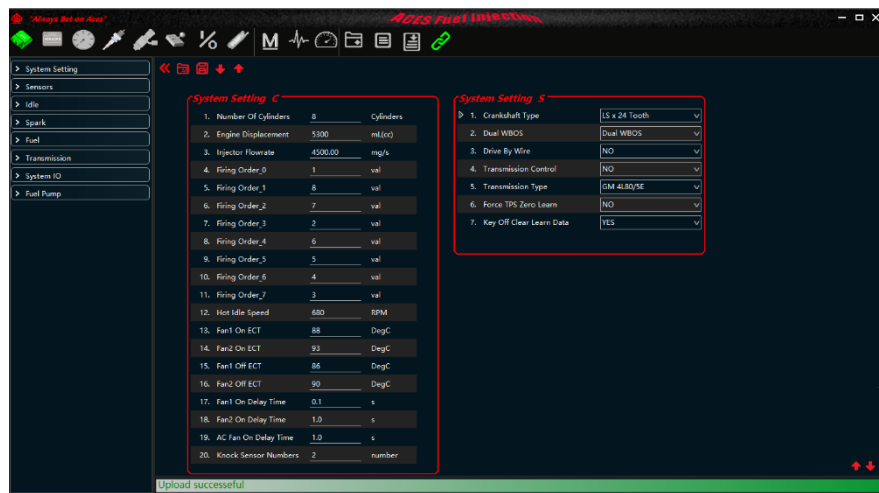 "Always Bet on Aces"
ACES Fuel Injection
M
System Setting
Sensors
Idle
Spark
Fuel
Transmission
System IO
Fuel Pump
System Setting C
1. Number Of Cylinders 8 Cylinders
2. Engine Displacement 5300 mL(cc)
3. Injector Flowrate 4500.00 mg/s
4. Firing Order_0 1 val
5. Firing Order_1 8 val
6. Firing Order_2 7 val
7. Firing Order_3 2 val
8. Firing Order_4 6 val
9. Firing Order_5 5 val
10. Firing Order_6 4 val
11. Firing Order_7 3 val
12. Hot Idle Speed 680 RPM
13. Fan1 On ECT 88 DegC
14. Fan2 On ECT 93 DegC
15. Fan1 Off ECT 86 DegC
16. Fan2 Off ECT 90 DegC
17. Fan1 On Delay Time 0.1 s
18. Fan2 On Delay Time 1.0 s
19. AC Fan On Delay Time 1.0 s
20. Knock Sensor Numbers 2 number
System Setting S
1. Crankshaft Type LS x 24 Tooth
2. Dual WBOS Dual WBOS
3. Drive By Wire NO
4. Transmission Control NO
5. Transmission Type GM 4L80/5E
6. Force TPS Zero Learn NO
7. Key Off Clear Learn Data YES
Upload successeful